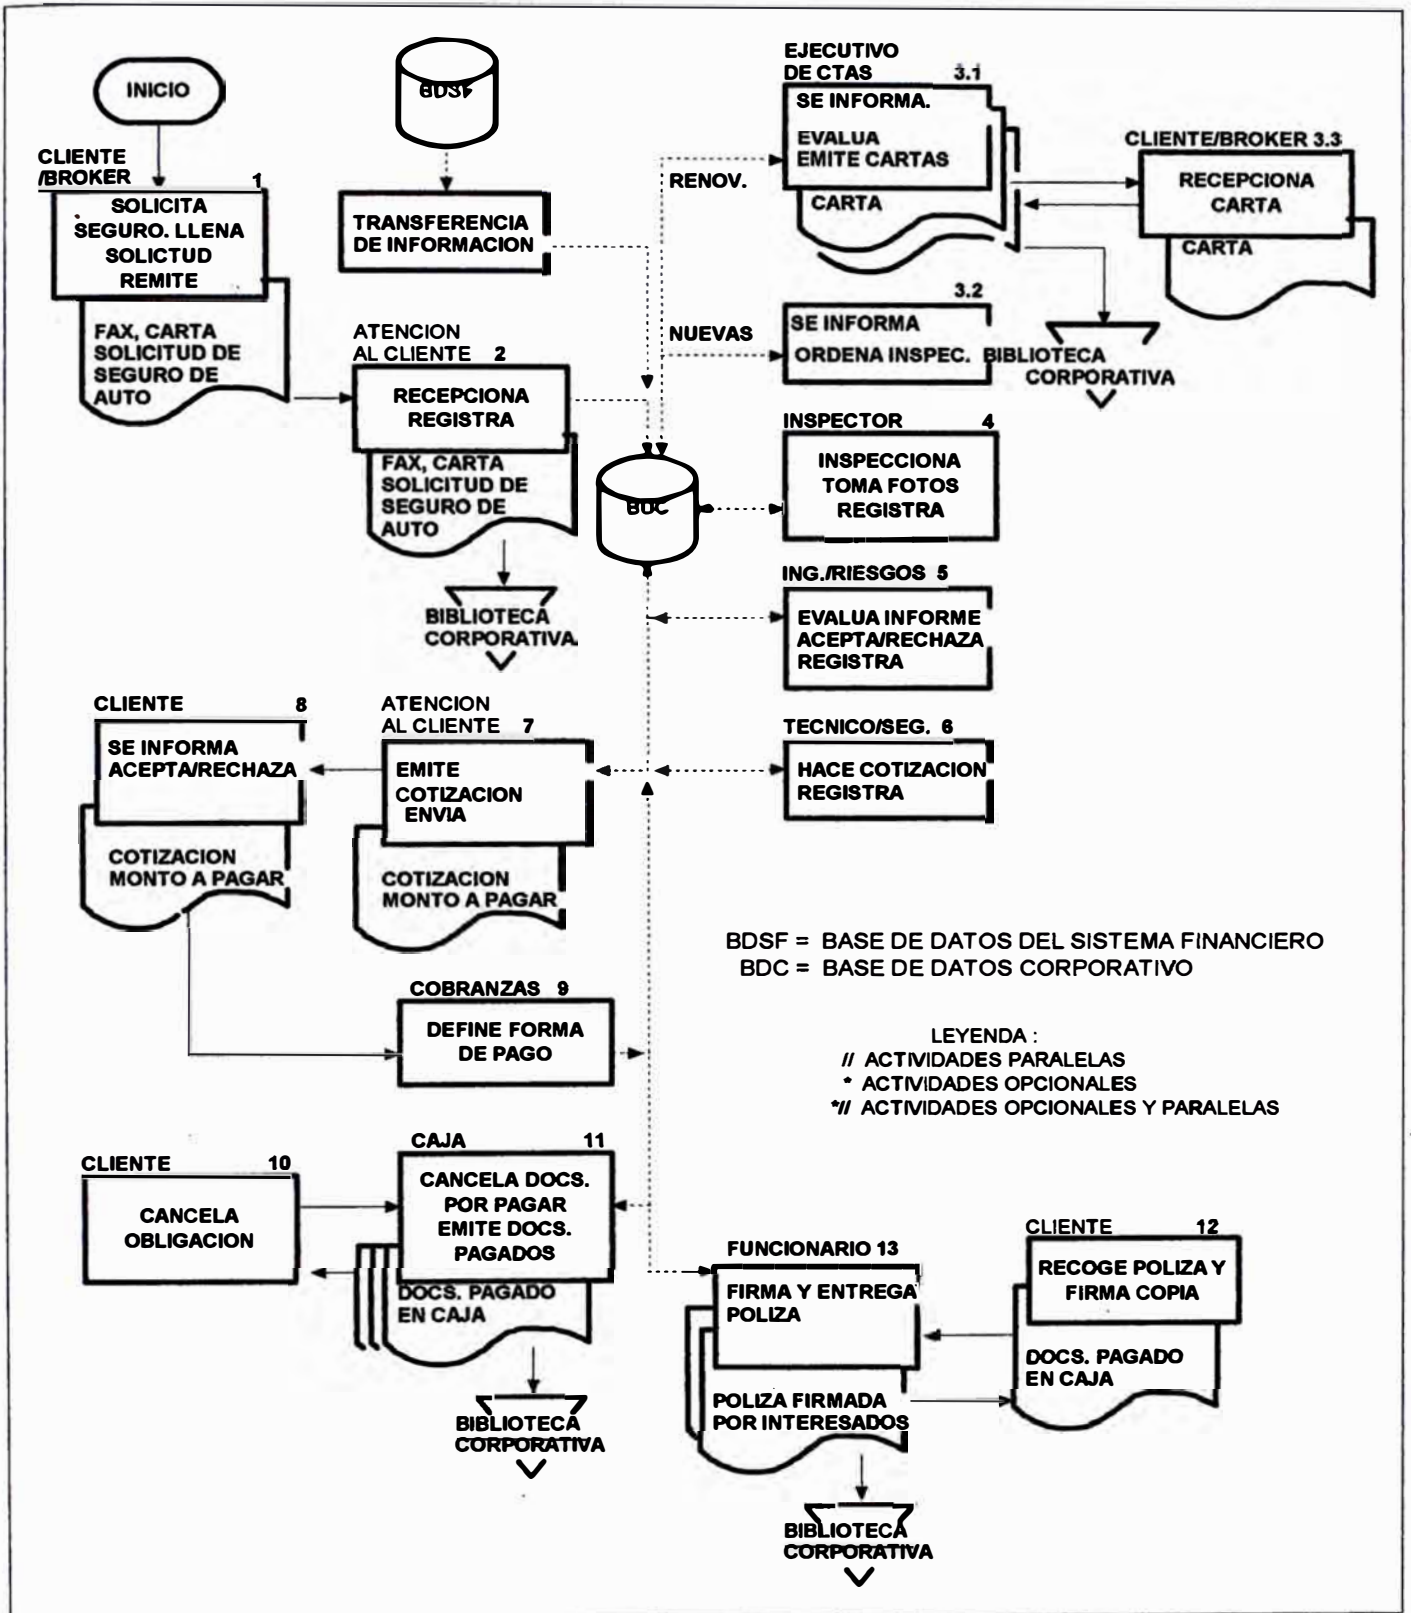 INICIO
BDSF
CLIENTE
/BROKER
1
SOLICITA
SEGURO. LLENA
SOLICTUD
REMITE
FAX, CARTA
SOLICITUD DE
SEGURO DE
AUTO
TRANSFERENCIA
DE INFORMACION
ATENCION
AL CLIENTE 2
RECEPCIONA
REGISTRA
FAX, CARTA
SOLICITUD DE
SEGURO DE
AUTO
BIBLIOTECA
CORPORATIVA
RENOV.
NUEVAS
BDC
EJECUTIVO
DE CTAS 3.1
SE INFORMA.
EVALUA
EMITE CARTAS
CARTA
CLIENTE/BROKER 3.3
RECEPCIONA
CARTA
CARTA
3.2
SE INFORMA
ORDENA INSPEC.
BIBLIOTECA
CORPORATIVA
INSPECTOR 4
INSPECCIONA
TOMA FOTOS
REGISTRA
ING./RIESGOS 5
EVALUA INFORME
ACEPTA/RECHAZA
REGISTRA
TECNICO/SEG. 6
HACE COTIZACION
REGISTRA
CLIENTE 8
SE INFORMA
ACEPTA/RECHAZA
COTIZACION
MONTO A PAGAR
ATENCION
AL CLIENTE 7
EMITE
COTIZACION
ENVIA
COTIZACION
MONTO A PAGAR
BDSF = BASE DE DATOS DEL SISTEMA FINANCIERO
BDC = BASE DE DATOS CORPORATIVO
COBRANZAS 9
DEFINE FORMA
DE PAGO
LEYENDA :
// ACTIVIDADES PARALELAS
* ACTIVIDADES OPCIONALES
*// ACTIVIDADES OPCIONALES Y PARALELAS
CLIENTE 10
CANCELA
OBLIGACION
CAJA 11
CANCELA DOCS.
POR PAGAR
EMITE DOCS.
PAGADOS
DOCS. PAGADO
EN CAJA
BIBLIOTECA
CORPORATIVA
FUNCIONARIO 13
FIRMA Y ENTREGA
POLIZA
POLIZA FIRMADA
POR INTERESADOS
CLIENTE 12
RECOGE POLIZA Y
FIRMA COPIA
DOCS. PAGADO
EN CAJA
BIBLIOTECA
CORPORATIVA